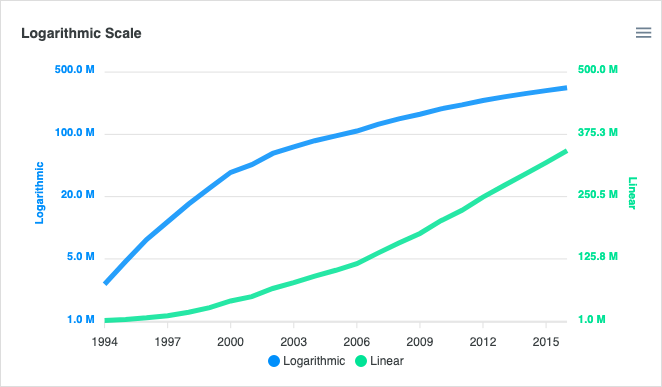 Logarithmic Scale
500.0 M
100.0 M
20.0 M
5.0 M
1.0 M
Logarithmic
500.0 M
375.3 M
250.5 M
125.8 M
1.0 M
Linear
1994 1997 2000 2003 2006 2009 2012 2015
Logarithmic Linear